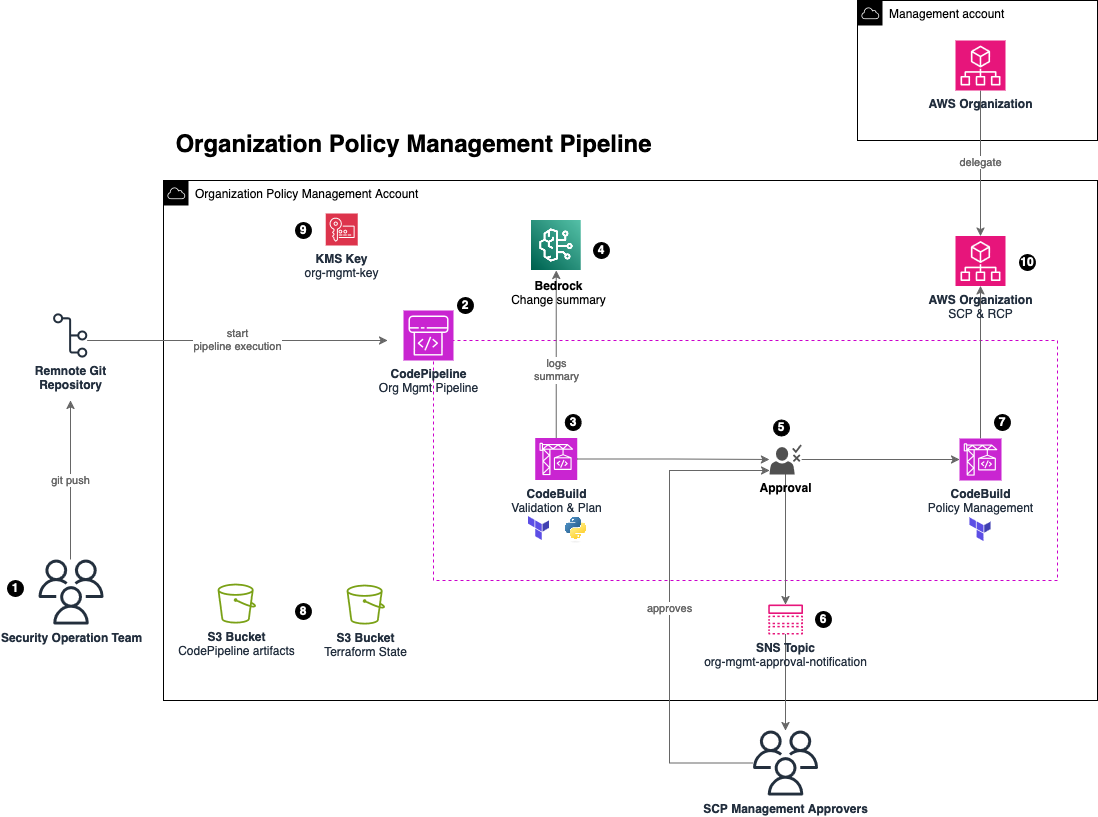 Management account
AWS Organization
delegate
Organization Policy Management Pipeline
Organization Policy Management Account
9
KMS Key
org-mgmt-key
4
Bedrock
Change summary
10
AWS Organization
SCP & RCP
2
CodePipeline
Org Mgmt Pipeline
start
pipeline execution
Remnote Git
Repository
logs
summary
git push
3
CodeBuild
Validation & Plan
5
Approval
7
CodeBuild
Policy Management
1
Security Operation Team
8
S3 Bucket
CodePipeline artifacts
S3 Bucket
Terraform State
approves
6
SNS Topic
org-mgmt-approval-notification
SCP Management Approvers